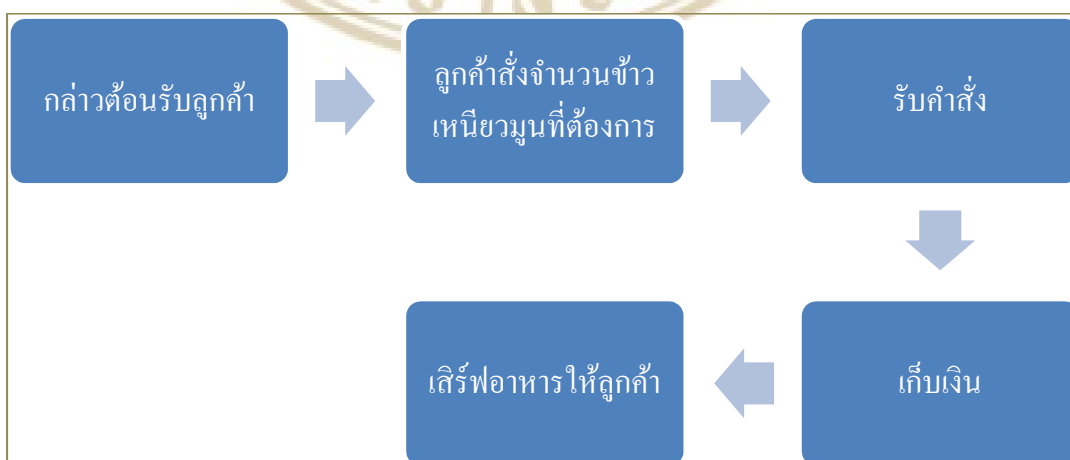 กล่าวต้อนรับลูกค้า
ลูกค้าสั่งจำนวนข้าว
เหนียวมูนที่ต้องการ
รับคำสั่ง
เก็บเงิน
เสิร์ฟอาหารให้ลูกค้า